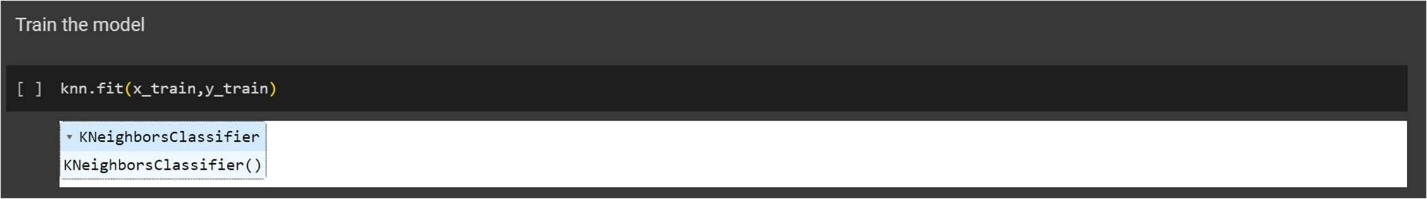 Train the model
[ ] knn.fit(x_train,y_train)
▾ KNeighborsClassifier
KNeighborsClassifier()